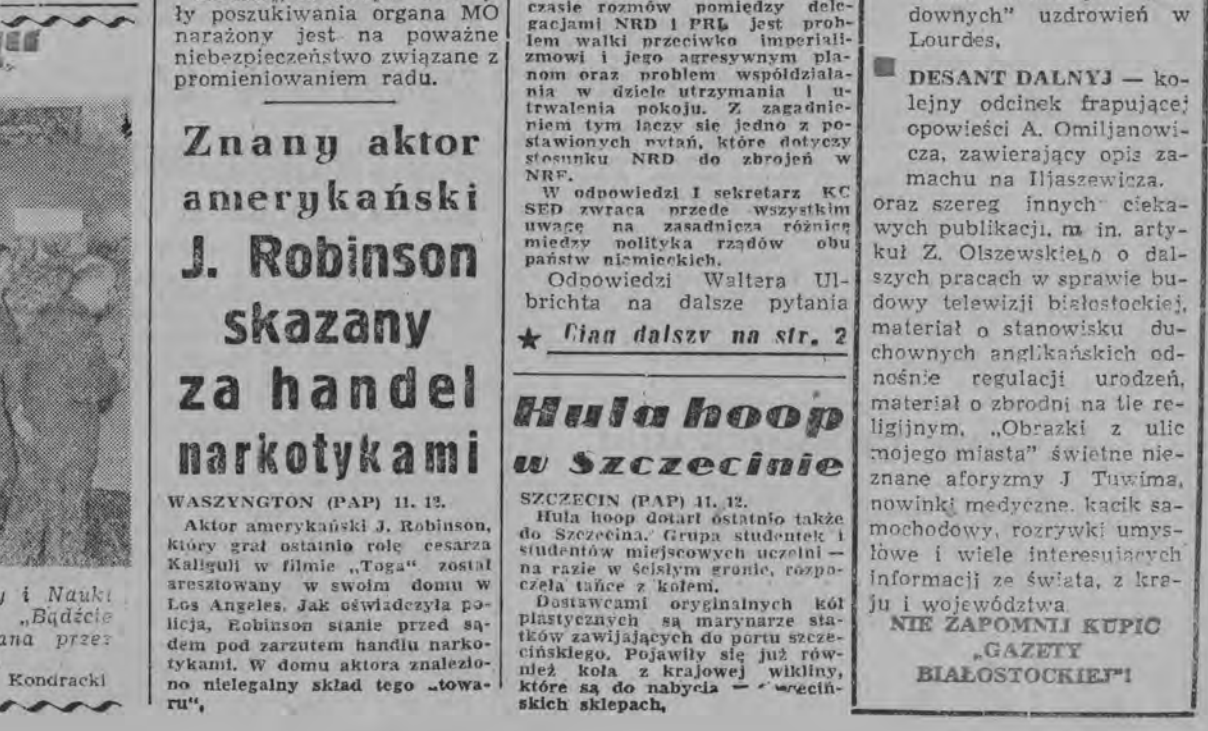 y i Nauki
„Bądźcie
ana przez
Kondracki
ły poszukiwania organa MO
narażony jest na poważne
niebezpieczeństwo związane z
promieniowaniem radu.
Znany aktor
amerykański
J. Robinson
skazany
za handel
narkotykami
WASZYNGTON (PAP) 11. 12.
Aktor amerykański J. Robinson,
który grał ostatnio rolę cesarza
Kaliguli w filmie „Toga“ został
aresztowany w swoim domu w
Los Angeles. Jak oświadczyła po-
licja, Robinson stanie przed są-
dem pod zarzutem handlu narko-
tykami. W domu aktora znalezio-
no nielegalny skład tego „towa-
ru“,
czasie rozmów pomiędzy dele-
gacjami NRD i PRL jest prob-
lem walki przeciwko imperiali-
zmowi i jego agresywnym pla-
nom oraz problem współdziała-
nia w dziele utrzymania i u-
trwalenia pokoju. Z zagadnie-
niem tym łączy się jedno z po-
stawionych pytań, które dotyczy
stosunku NRD do zbrojeń w
NRF.
W odpowiedzi I sekretarz KC
SED zwraca przede wszystkim
uwagę na zasadniczą różnicę
między polityką rządów obu
państw niemieckich.
Odpowiedzi Waltera Ul-
brichta na dalsze pytania
★ Ciąg dalszy na str. 2
Hula hoop
w Szczecinie
SZCZECIN (PAP) 11. 12.
Hula hoop dotarł ostatnio także
do Szczecina. Grupa studentek i
studentów miejscowych uczelni —
na razie w ścisłym gronie, rozpo-
częła tańce z kołem.
Dostawcami oryginalnych kół
plastycznych są marynarze sta-
tków zawijających do portu szcze-
cińskiego. Pojawiły się już rów-
nież koła z krajowej wikliny,
które są do nabycia
skich sklepach,
downych” uzdrowień w
Lourdes,
DESANT DALNYJ — ko-
lejny odcinek frapującej
opowieści A. Omiljanowi-
cza, zawierający opis za-
machu na Iljaszewicza.
oraz szereg innych cieka-
wych publikacji, m in. arty-
kuł Z. Olszewskiego o dal-
szych pracach w sprawie bu-
dowy telewizji białostockiej,
materiał o stanowisku du-
chownych anglikańskich od-
nośnie regulacji urodzeń,
materiał o zbrodni na tle re-
ligijnym, „Obrazki z ulic
mojego miasta” świetne nie-
znane aforyzmy J Tuwima,
nowinki medyczne. kącik sa-
mochodowy, rozrywki umys-
łowe i wiele interesujących
informacji ze świata, z kra-
ju i województwa
NIE ZAPOMNIJ KUPIĆ
„GAZETY
BIAŁOSTOCKIEJ”!